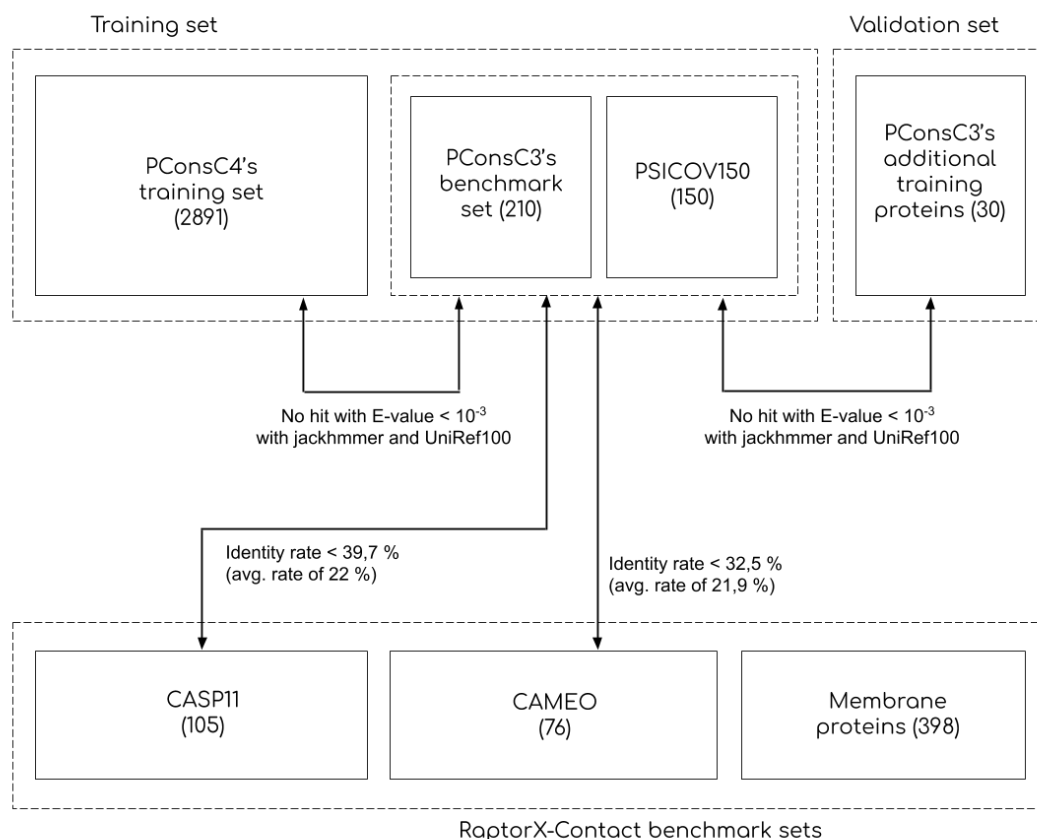 Training set
Validation set
PConsC4's
training set
(2891)
PConsC3's
benchmark
set (210)
PSICOV150
(150)
PConsC3's
additional
training
proteins (30)
No hit with E-value < 10-3
with jackhmmer and UniRef100
No hit with E-value < 10-3
with jackhmmer and UniRef100
Identity rate < 39,7 %
(avg. rate of 22 %)
Identity rate < 32,5 %
(avg. rate of 21,9 %)
CASP11
(105)
CAMEO
(76)
Membrane
proteins (398)
RaptorX-Contact benchmark sets